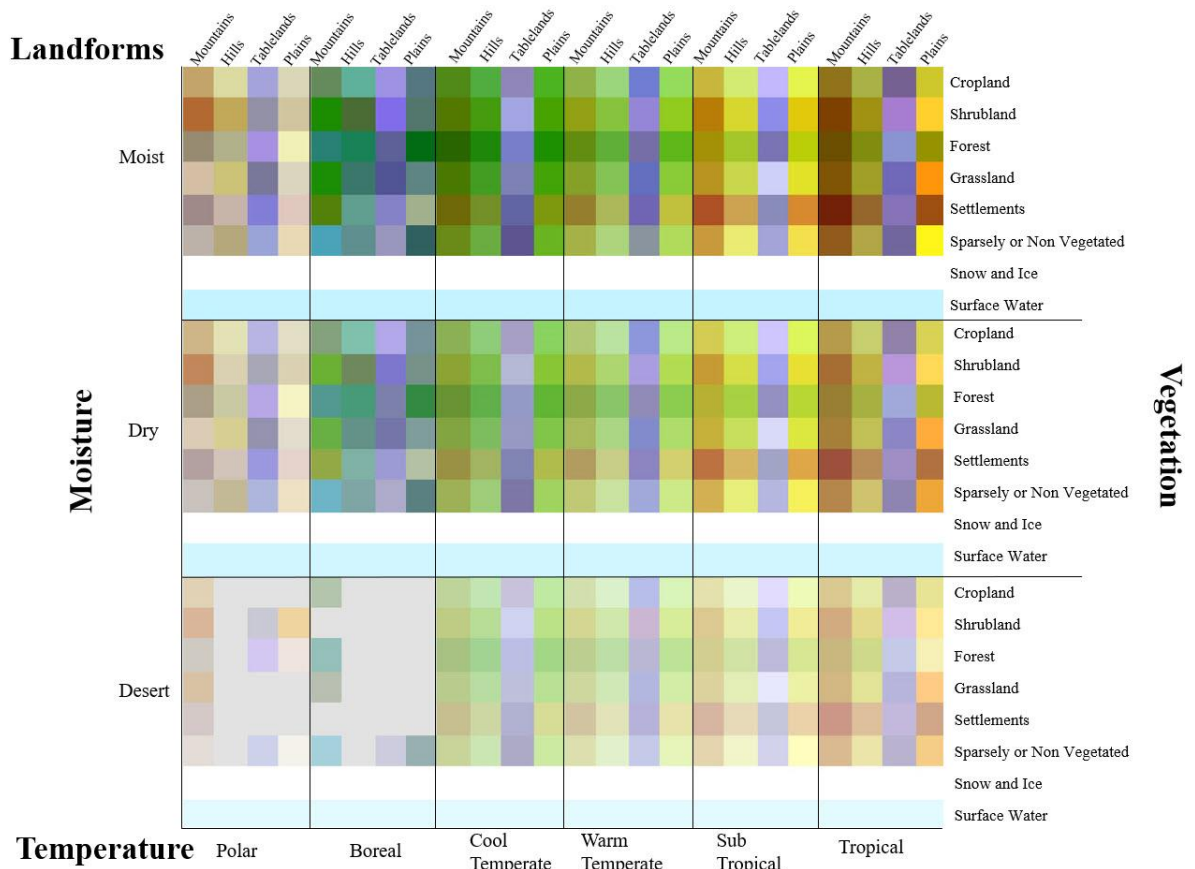 Landforms
Mountains Hills Tablelands Plains Mountains Hills Tablelands Plains Mountains Hills Tablelands Plains Mountains Hills Tablelands Plains Mountains Hills Tablelands Plains Mountains Hills Tablelands Plains
Cropland
Shrubland
Moist
Forest
Grassland
Settlements
Sparsely or Non Vegetated
Snow and Ice
Surface Water
Moisture
Vegetation
Cropland
Shrubland
Forest
Dry
Grassland
Settlements
Sparsely or Non Vegetated
Snow and Ice
Surface Water
Cropland
Shrubland
Forest
Desert
Grassland
Settlements
Sparsely or Non Vegetated
Snow and Ice
Surface Water
Temperature
Polar
Boreal
Cool
Temperate
Warm
Temperate
Sub
Tropical
Tropical